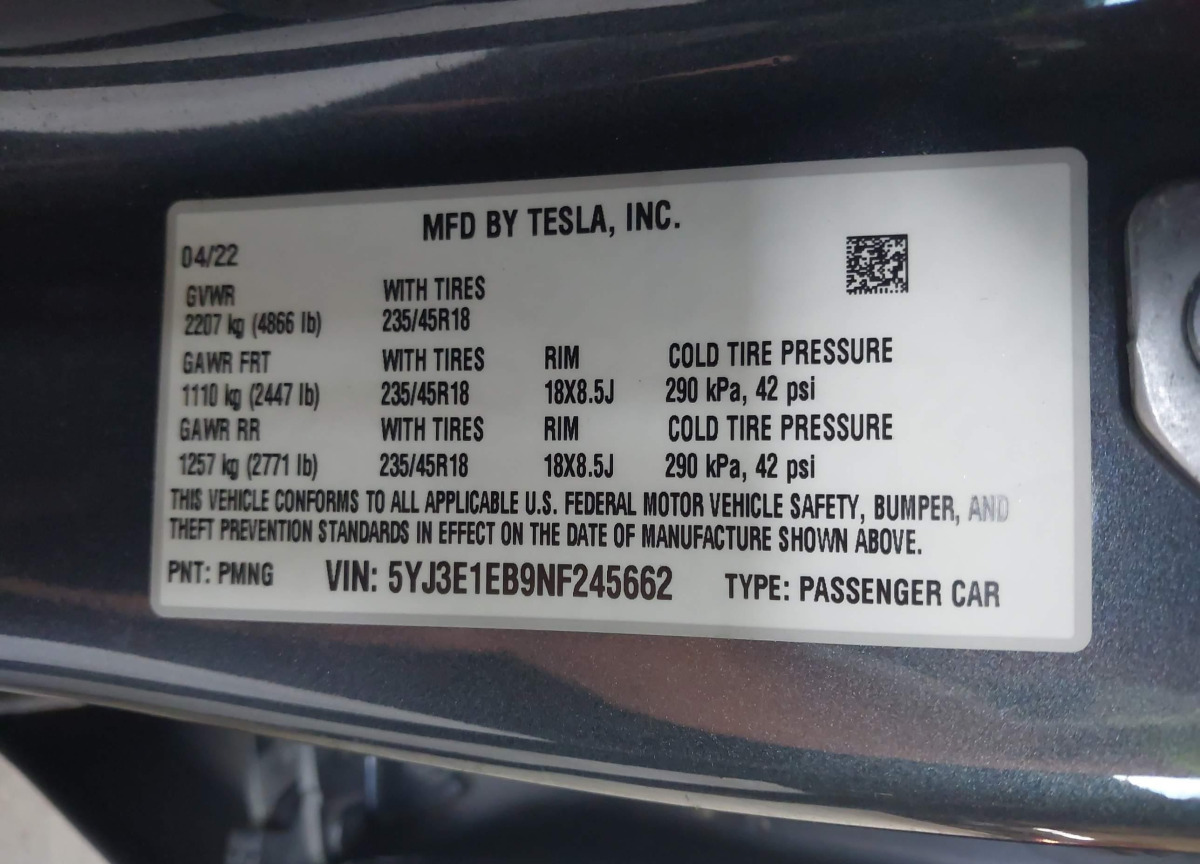 MFD BY TESLA, INC.
04/22
GVWR WITH TIRES
2207 kg (4866 lb) 235/45R18
GAWR FRT WITH TIRES RIM COLD TIRE PRESSURE
1110 kg (2447 lb) 235/45R18 18X8.5J 290 kPa, 42 psi
GAWR RR WITH TIRES RIM COLD TIRE PRESSURE
1257 kg (2771 lb) 235/45R18 18X8.5J 290 kPa, 42 psi
THIS VEHICLE CONFORMS TO ALL APPLICABLE U.S. FEDERAL MOTOR VEHICLE SAFETY, BUMPER, AND
THEFT PREVENTION STANDARDS IN EFFECT ON THE DATE OF MANUFACTURE SHOWN ABOVE.
PNT: PMNG VIN: 5YJ3E1EB9NF245662 TYPE: PASSENGER CAR